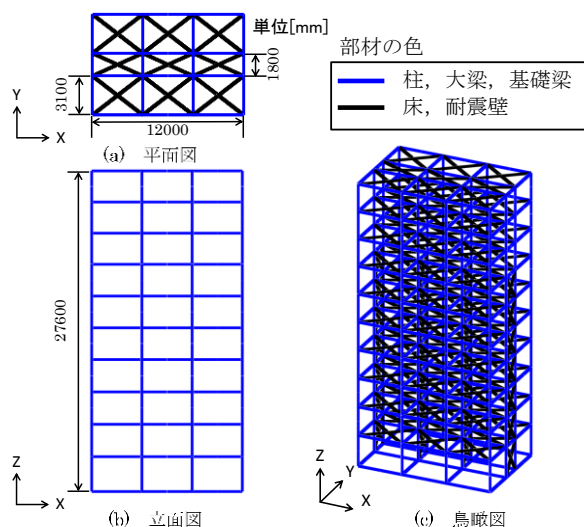 単位[mm]
1800
3100
Y
X
12000
(a) 平面図
部材の色
柱，大梁，基礎梁
床，耐震壁
27600
Z
X
(b) 立面図
Z
Y
X
(c) 鳥瞰図